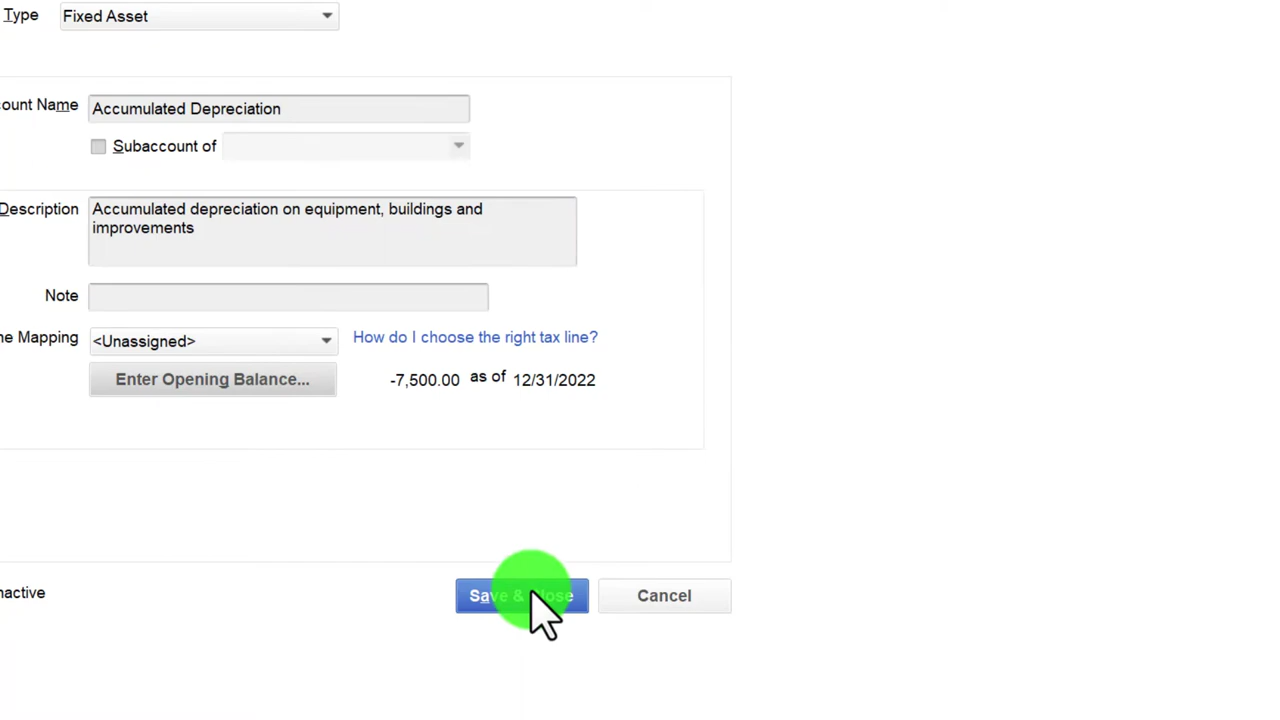 Type Fixed Asset
ount Name Accumulated Depreciation
Subaccount of
Description Accumulated depreciation on equipment, buildings and
improvements
Note
ne Mapping <Unassigned> How do I choose the right tax line?
Enter Opening Balance... -7,500.00 as of 12/31/2022
nactive Save & Close Cancel